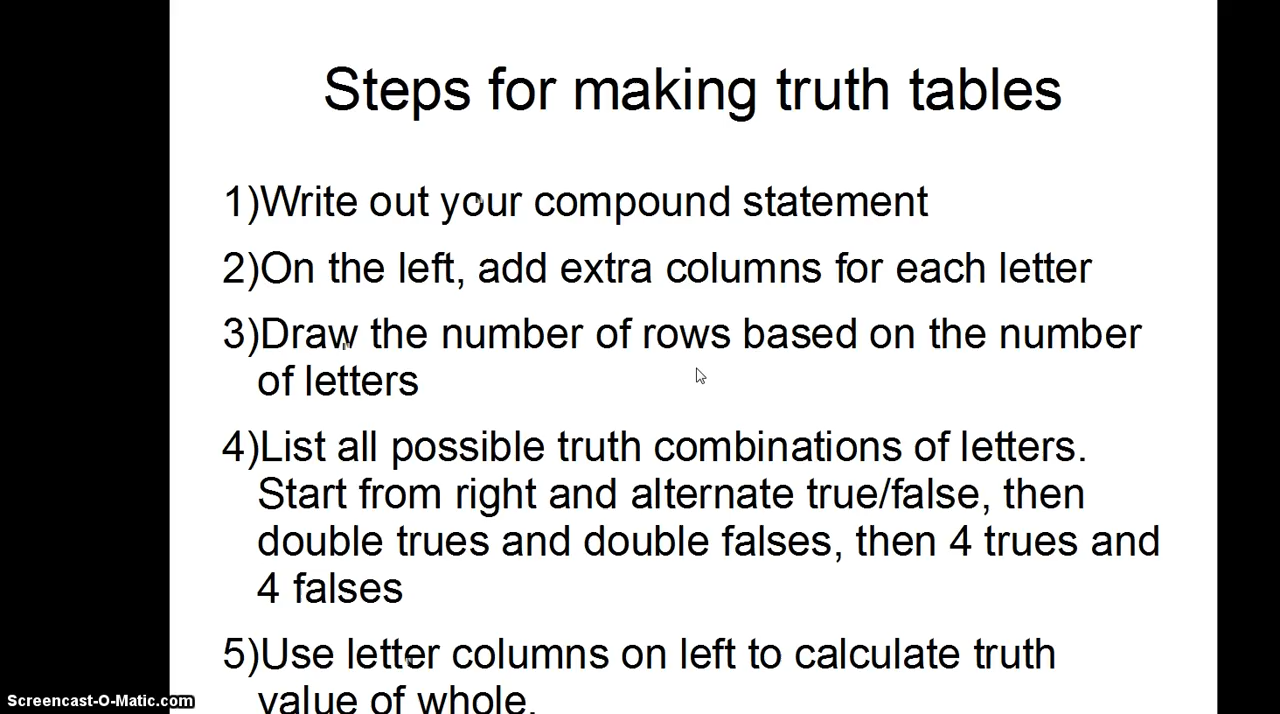 Steps for making truth tables
1)Write out your compound statement
2)On the left, add extra columns for each letter
3)Draw the number of rows based on the number
of letters
4)List all possible truth combinations of letters.
Start from right and alternate true/false, then
double trues and double falses, then 4 trues and
4 falses
5)Use letter columns on left to calculate truth
value of whole.
Screencast-O-Matic.com